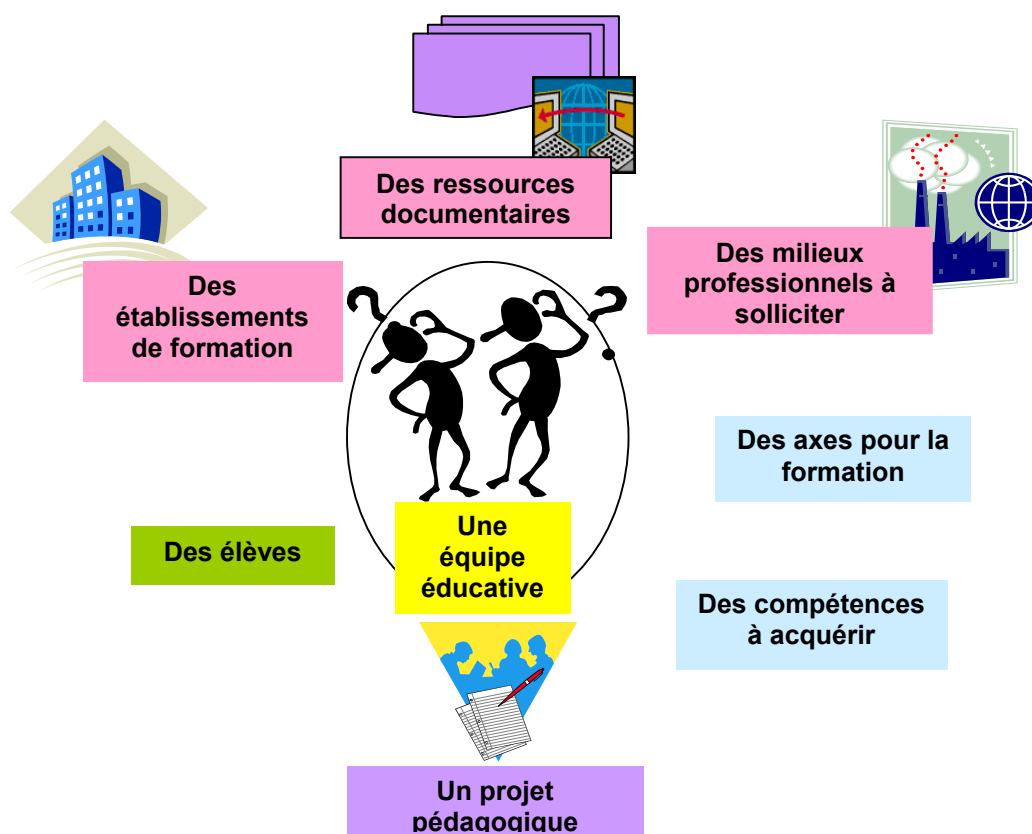 Des ressources
documentaires
Des milieux
professionnels à
solliciter
Des
établissements
de formation
Des axes pour la
formation
Des élèves
Une
équipe
éducative
Des compétences
à acquérir
Un projet
pédagogique